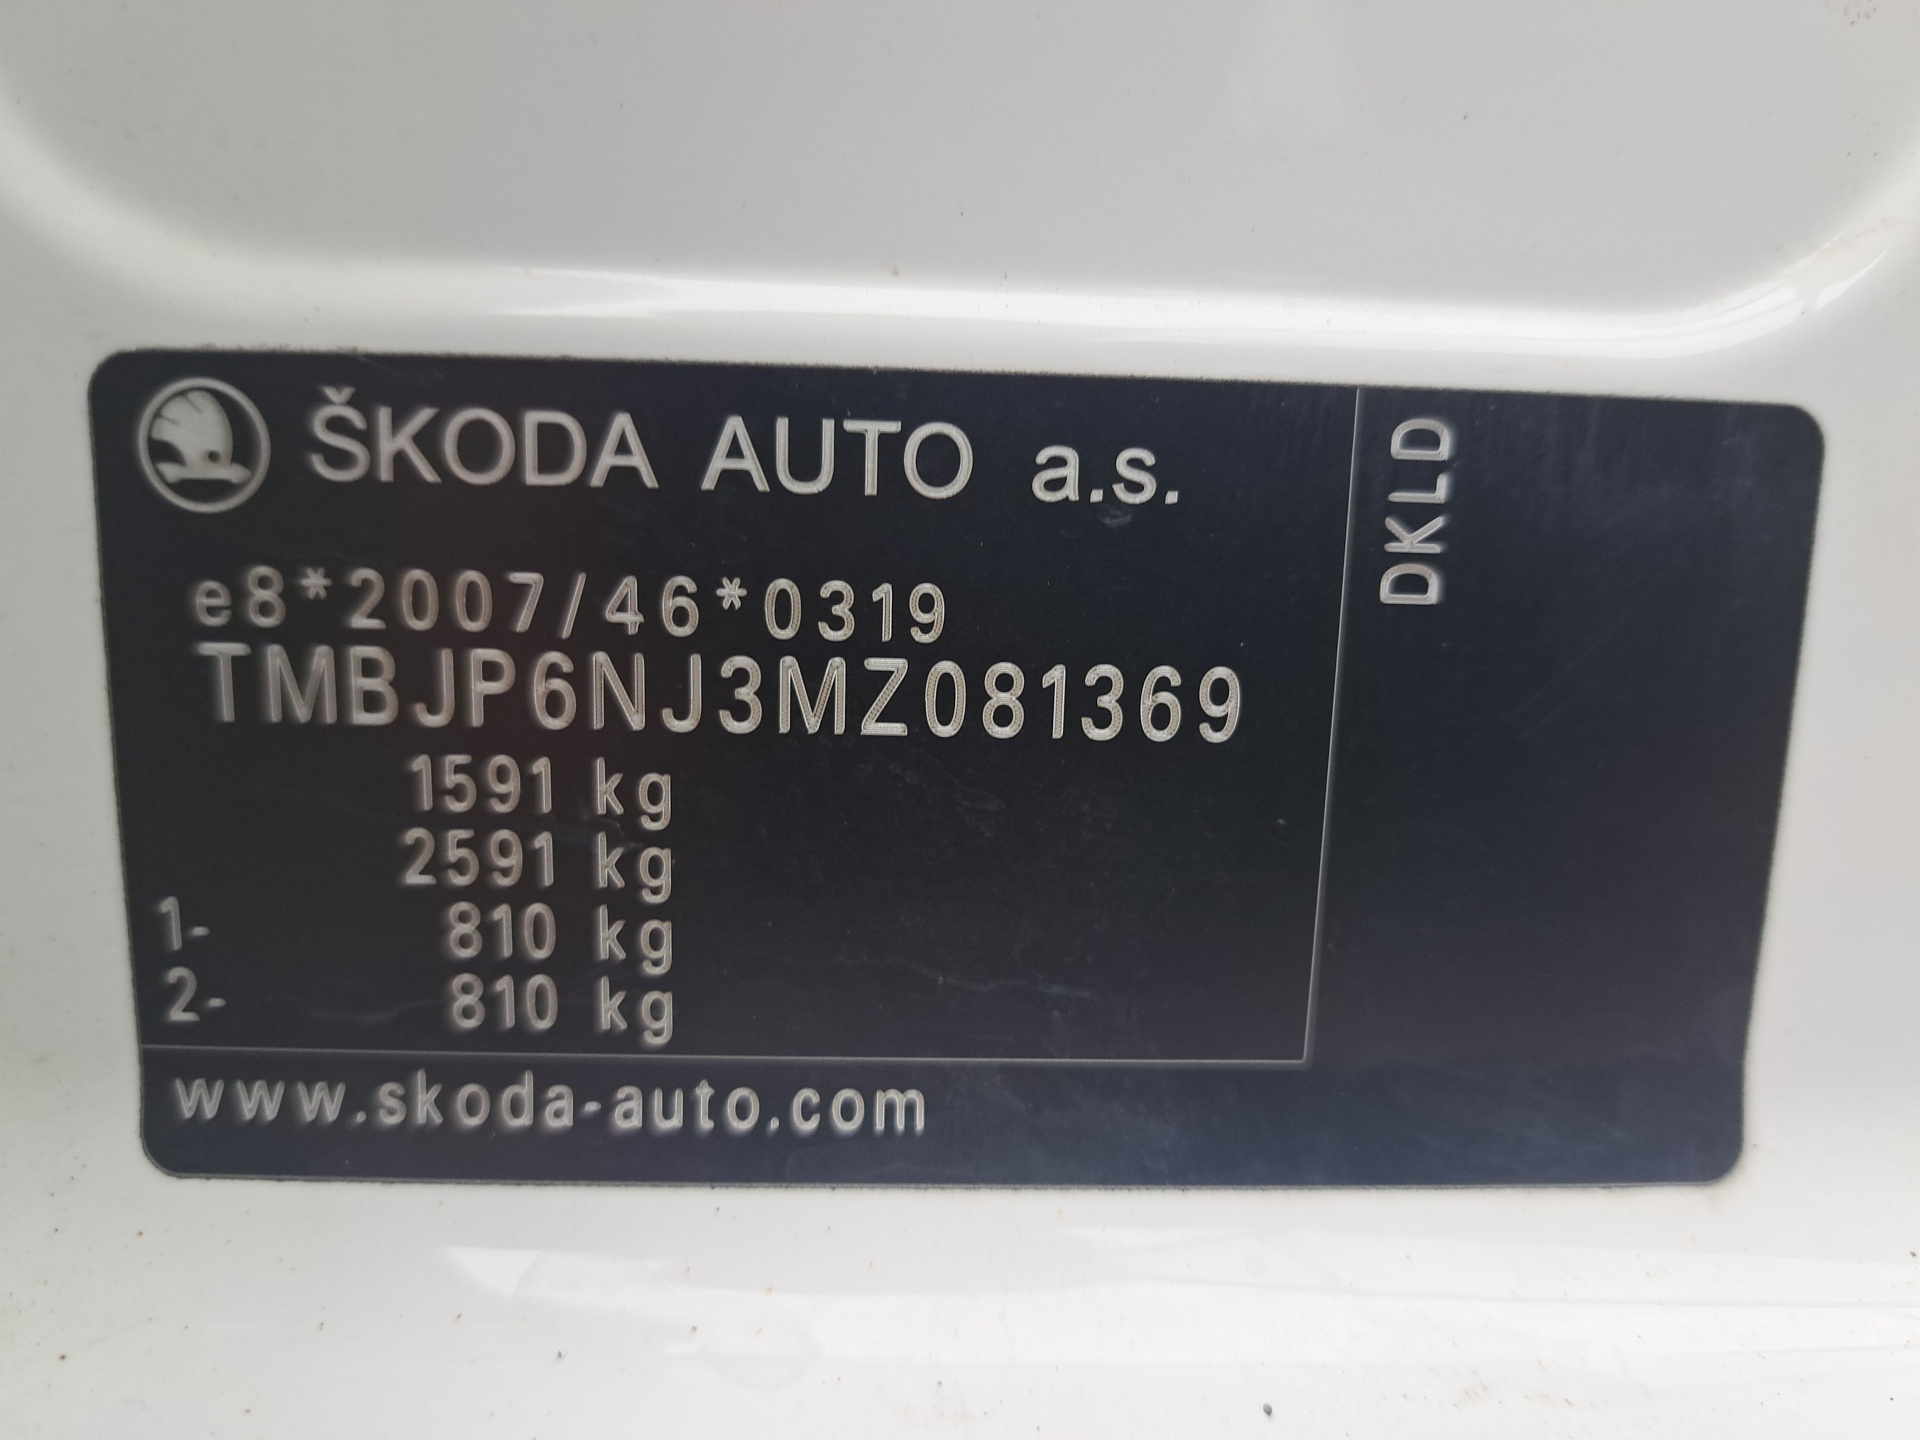 ŠKODA AUTO a.s.
e8*2007/46*0319
TMBJP6NJ3MZ081369
1591 kg
2591 kg
1- 810 kg
2- 810 kg
www.skoda-auto.com
DKLD